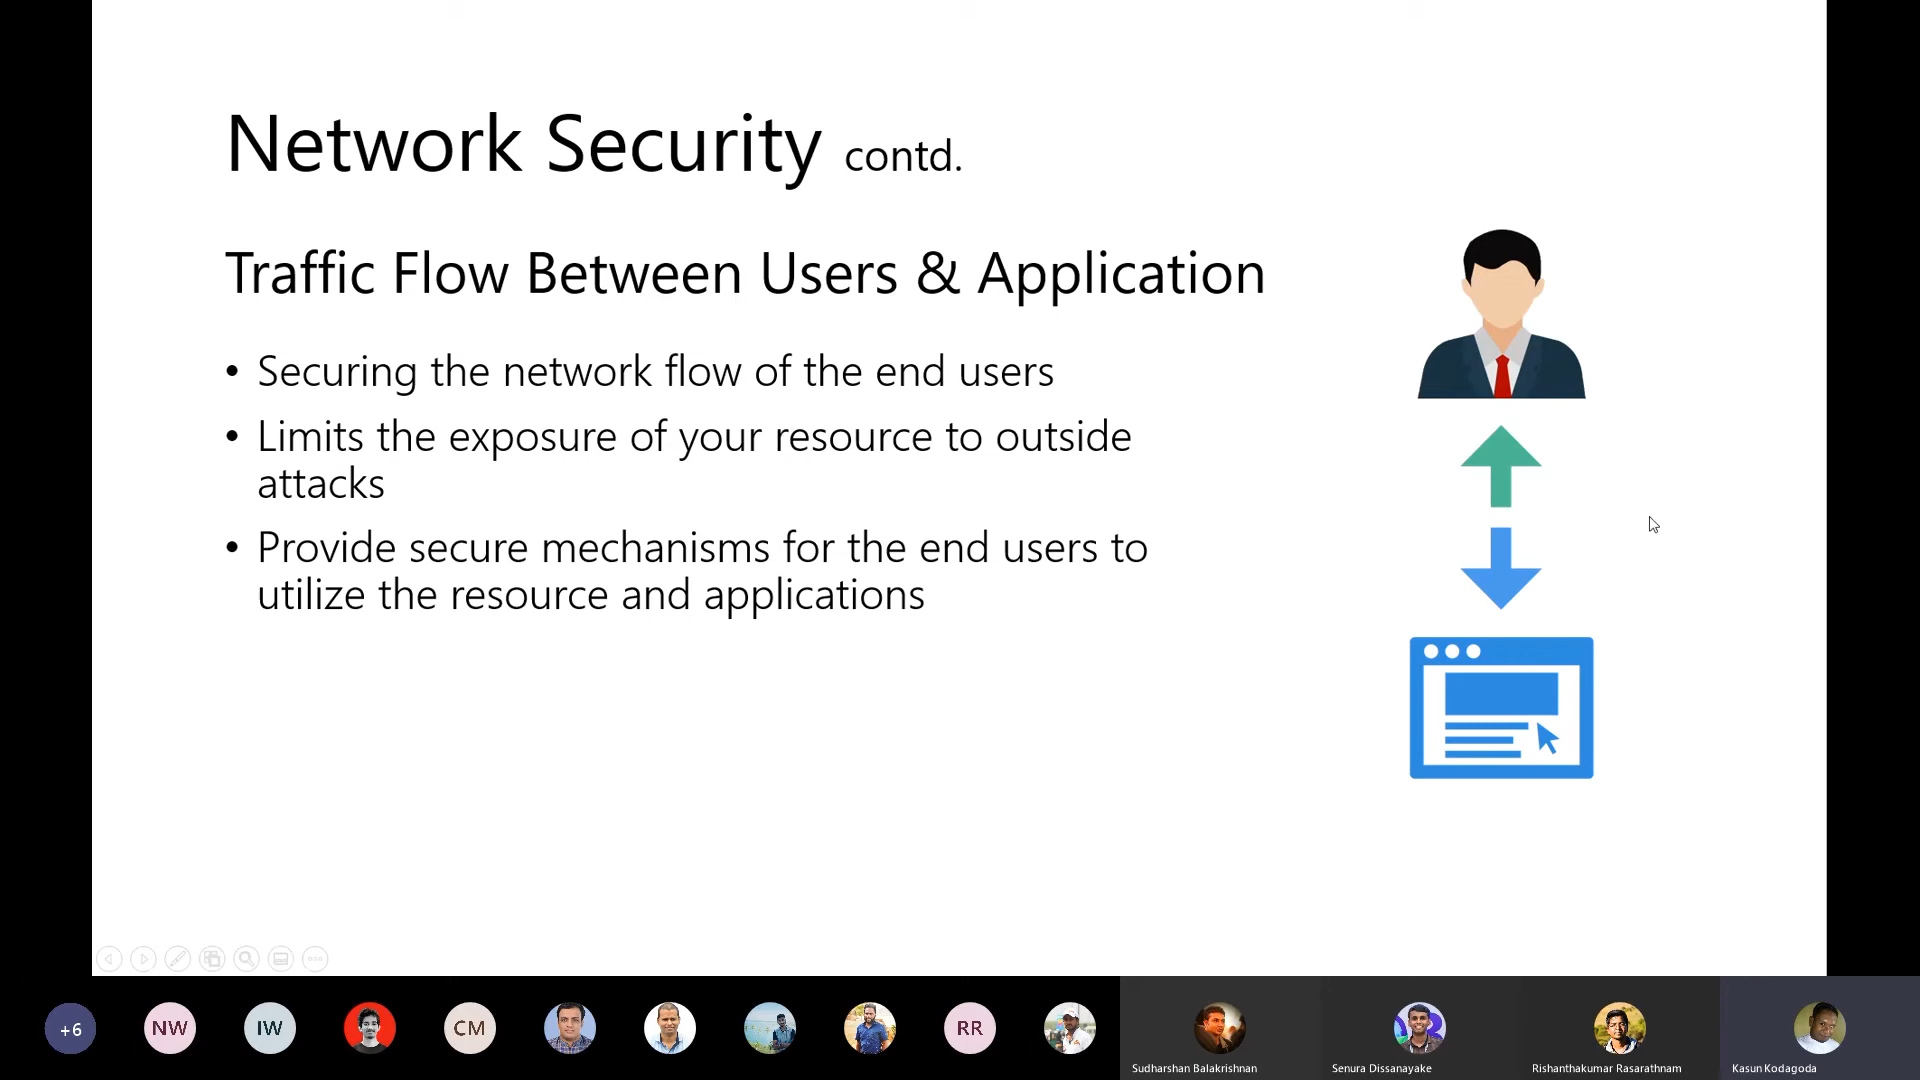 Network Security contd.
Traffic Flow Between Users & Application
• Securing the network flow of the end users
• Limits the exposure of your resource to outside
attacks
• Provide secure mechanisms for the end users to
utilize the resource and applications
+6
NW
IW
CM
RR
Sudharshan Balakrishnan
Senura Dissanayake
Rishanthakumar Rasarathnam
Kasun Kodagoda